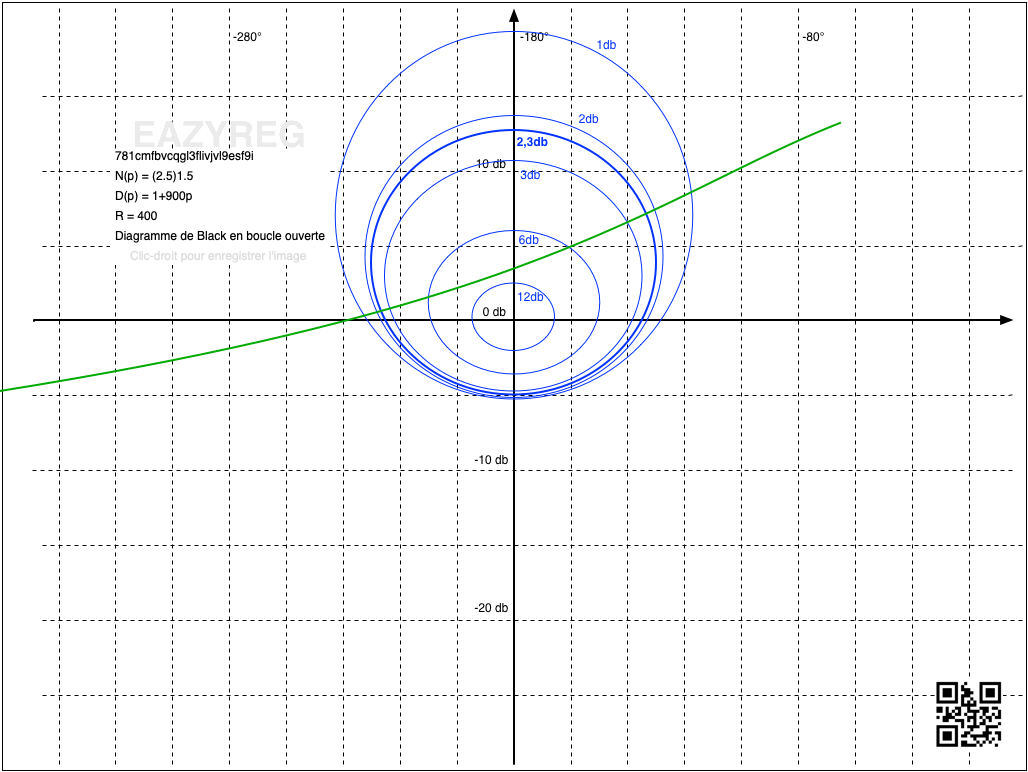 -280°
-180°
-80°
1db
2db
2,3db
10 db
3db
6db
12db
0 db
EAZYREG
781cmfbvcqgl3flivjvl9esf9i
N(p) = (2.5)1.5
D(p) = 1+900p
R = 400
Diagramme de Black en boucle ouverte
Clic-droit pour enregistrer l'image
-10 db
-20 db